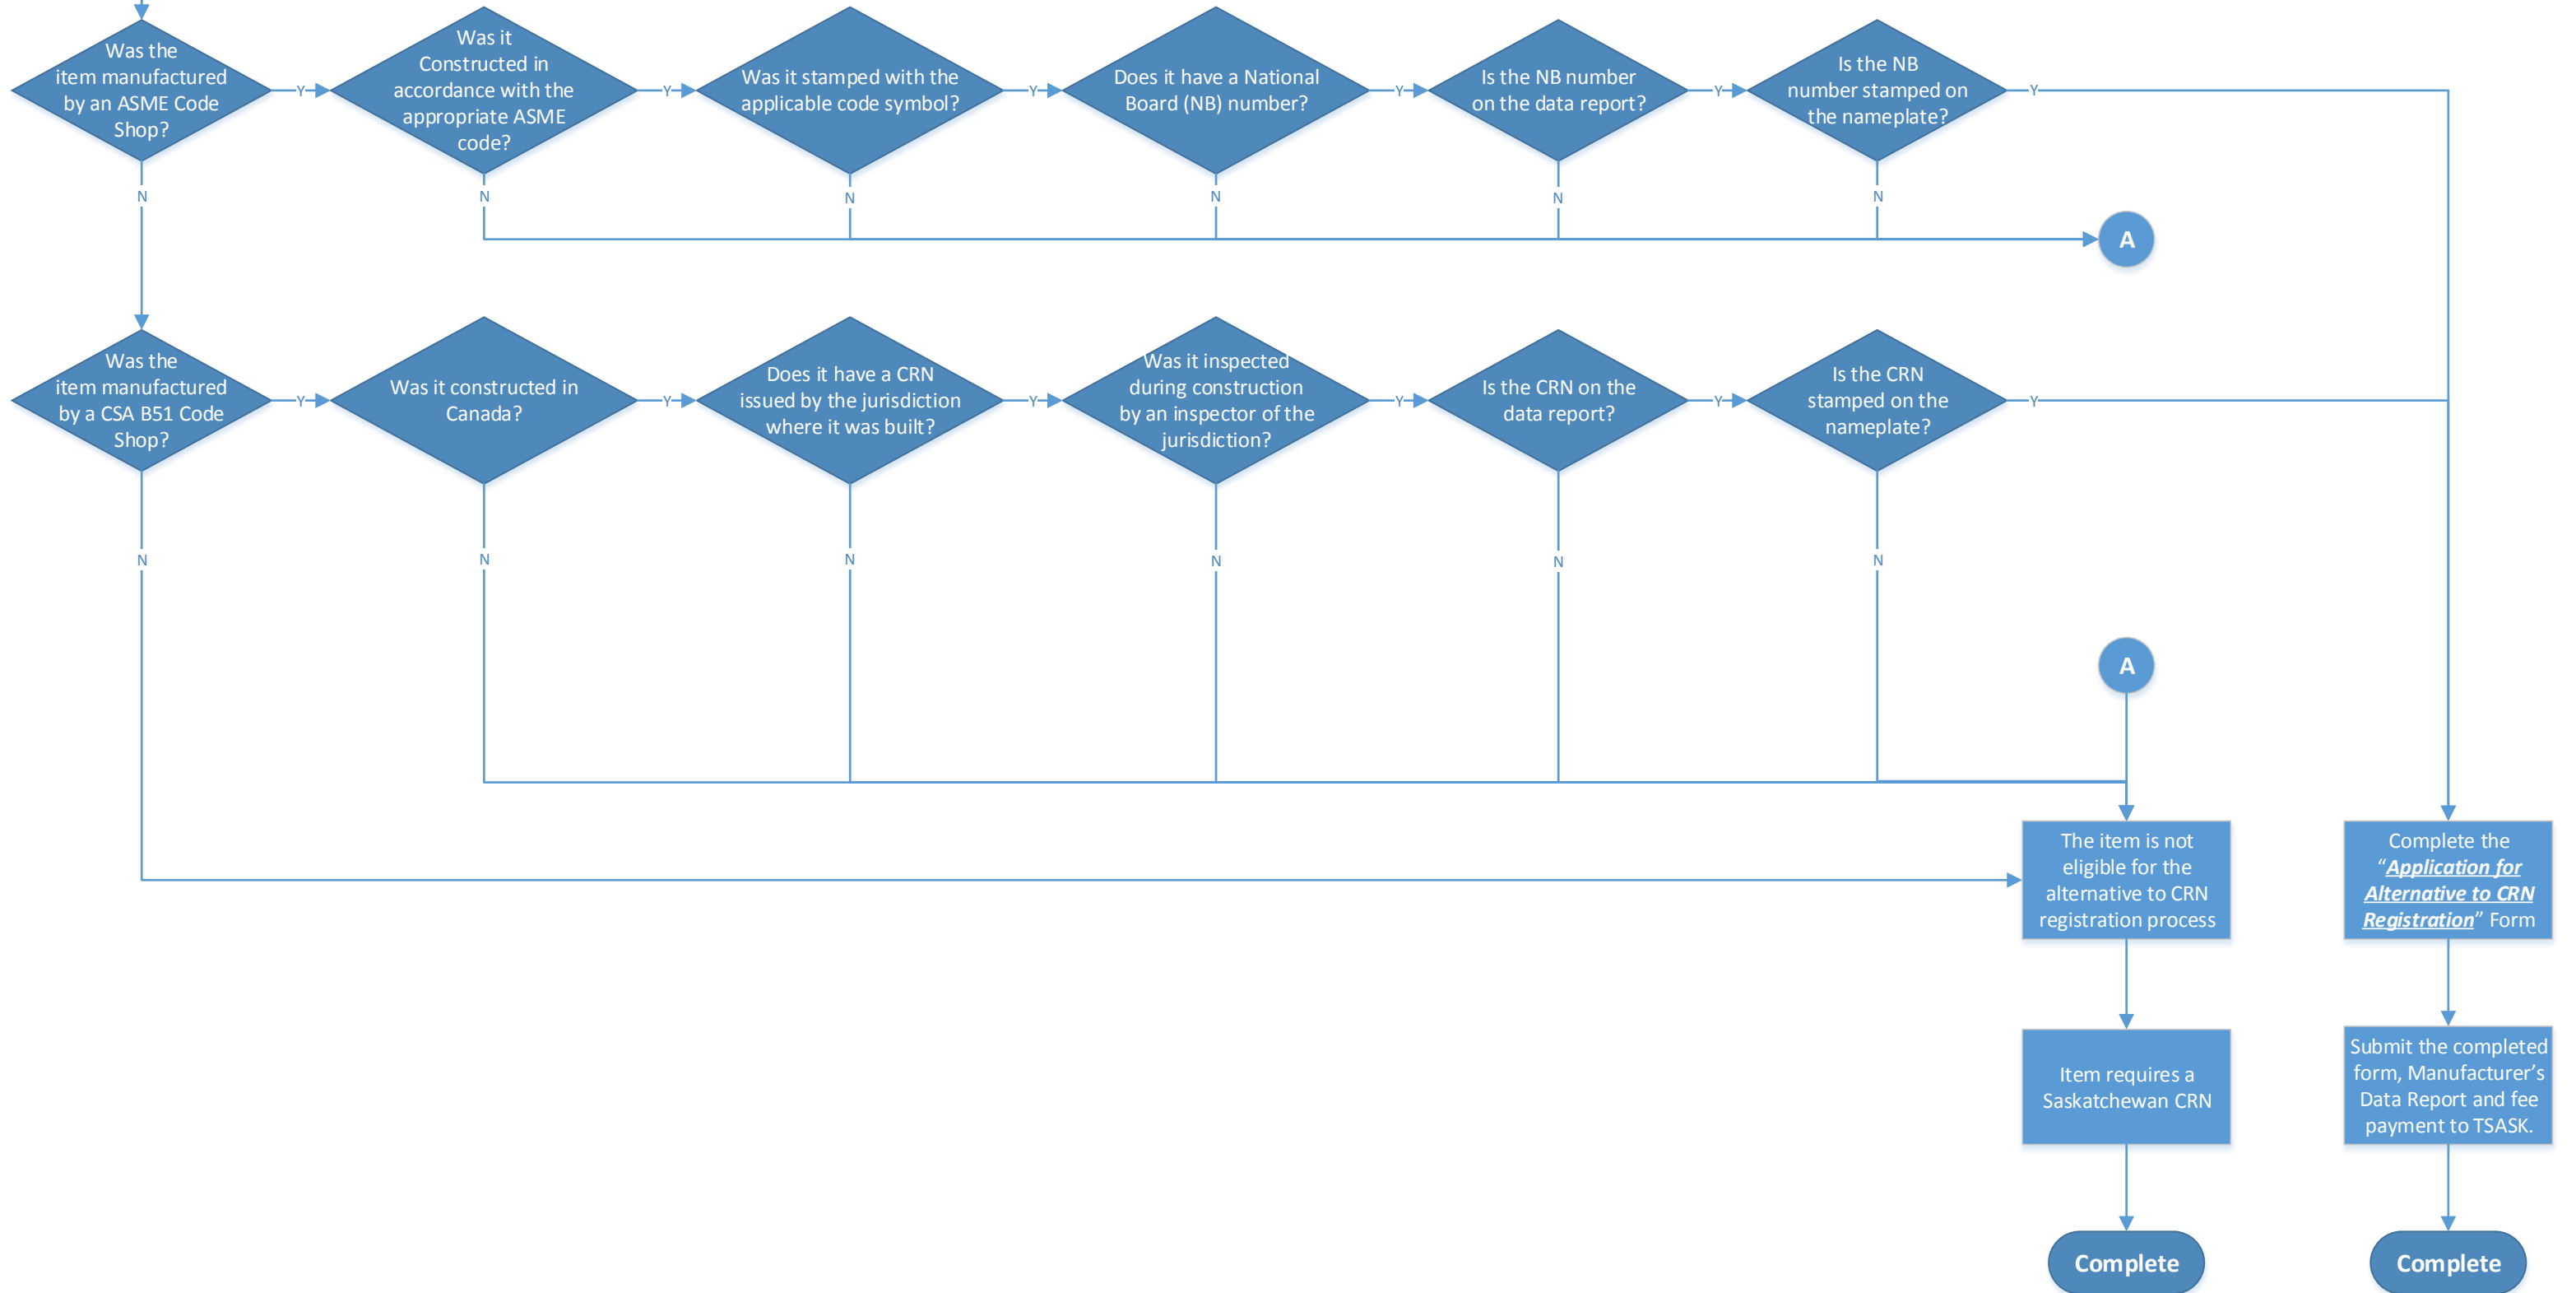 Was the
item manufactured
by an ASME Code
Shop?
Y
Was it
Constructed in
accordance with the
appropriate ASME
code?
Y
Was it stamped with the
applicable code symbol?
Y
Does it have a National
Board (NB) number?
Y
Is the NB number
on the data report?
Y
Is the NB
number stamped on
the nameplate?
Y
N
N
N
N
N
N
A
Was the
item manufactured
by a CSA B51 Code
Shop?
Y
Was it constructed in
Canada?
Y
Does it have a CRN
issued by the jurisdiction
where it was built?
Y
Was it inspected
during construction
by an inspector of the
jurisdiction?
Y
Is the CRN on the
data report?
Y
Is the CRN
stamped on the
nameplate?
Y
N
N
N
N
N
N
A
The item is not
eligible for the
alternative to CRN
registration process
Complete the
“Application for
Alternative to CRN
Registration” Form
Item requires a
Saskatchewan CRN
Submit the completed
form, Manufacturer’s
Data Report and fee
payment to TSASK.
Complete
Complete